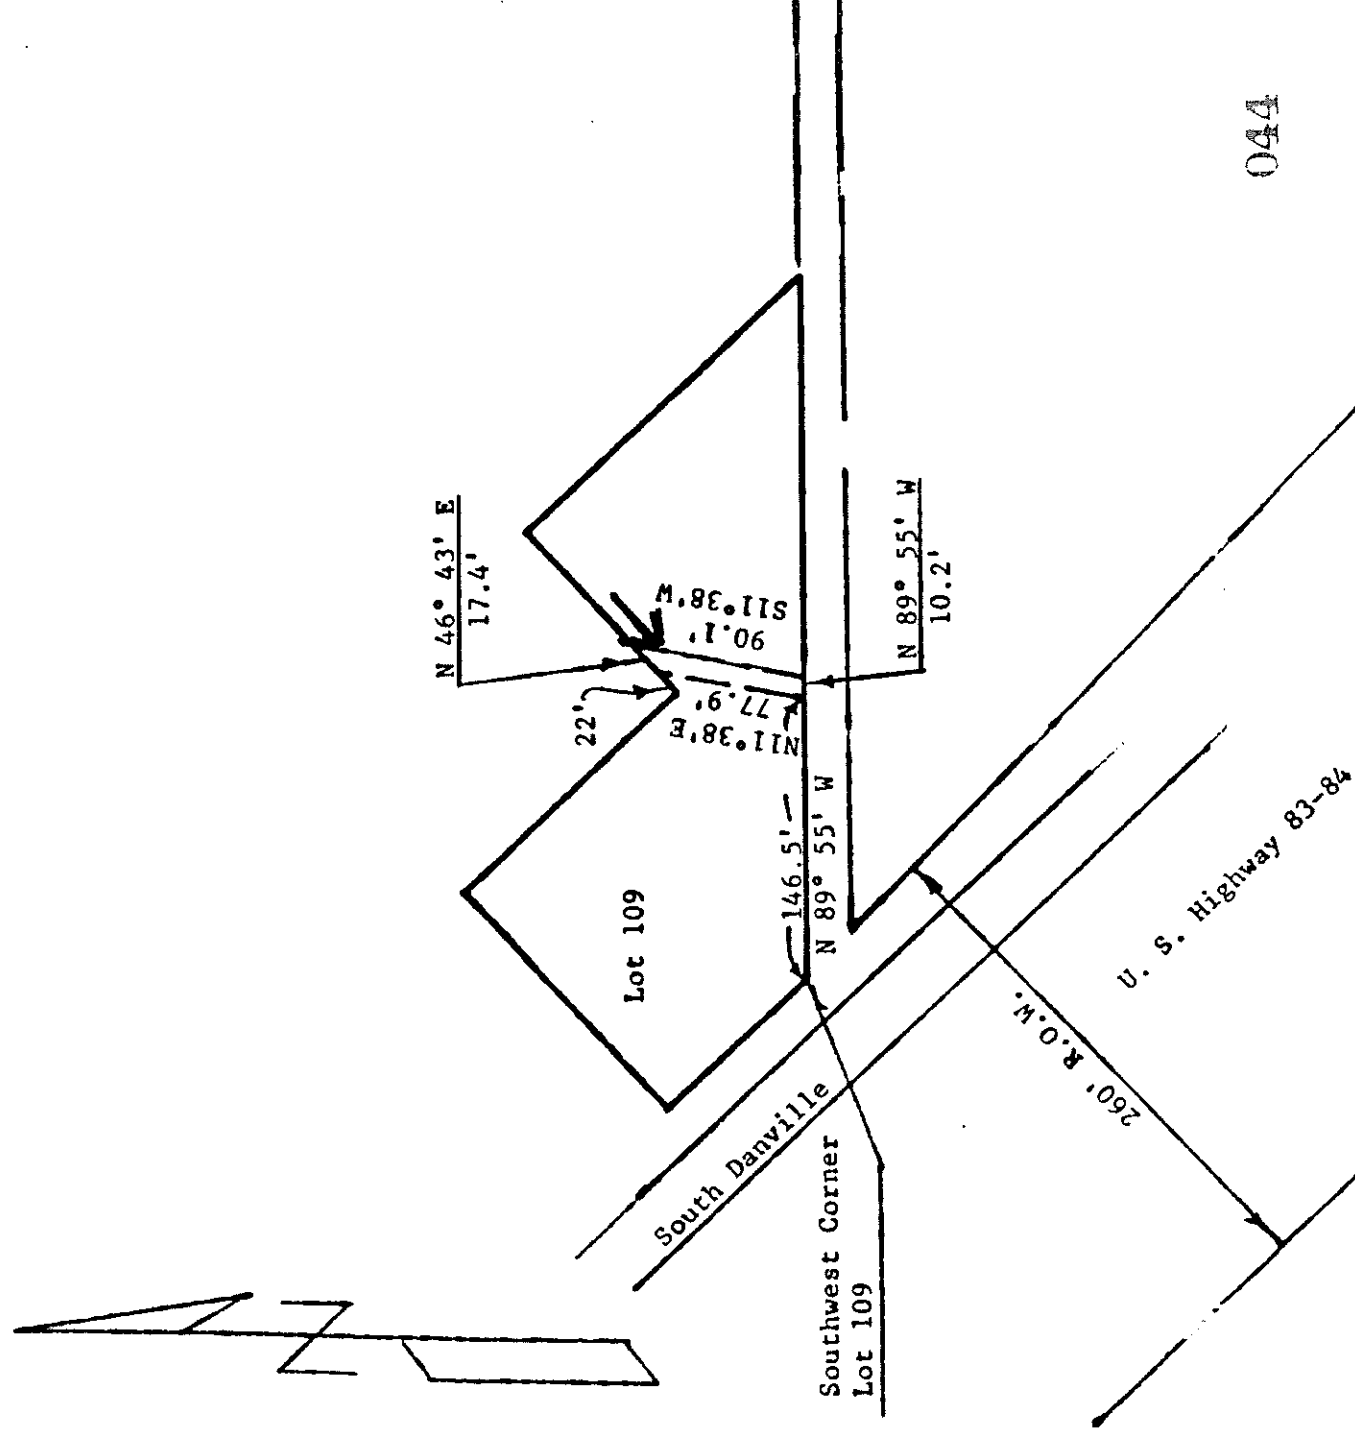 N 46° 43' E
17.4'
22'
S11°38'W
90.1'
77.9'
N11°38'E
N 89° 55' W
10.2'
146.5'
N 89° 55' W
Lot 109
Southwest Corner
Lot 109
South Danville
260' R.O.W.
U. S. Highway 83-84
N
044